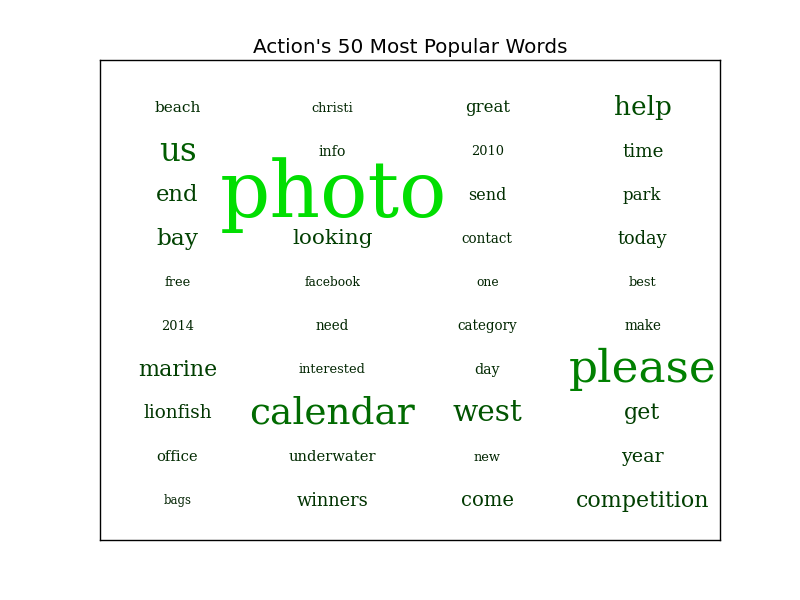 Action's 50 Most Popular Words
beach christi great help
us info 2010 time
end photo send park
bay looking contact today
free facebook one best
2014 need category make
marine interested day please
lionfish calendar west get
office underwater new year
bags winners come competition